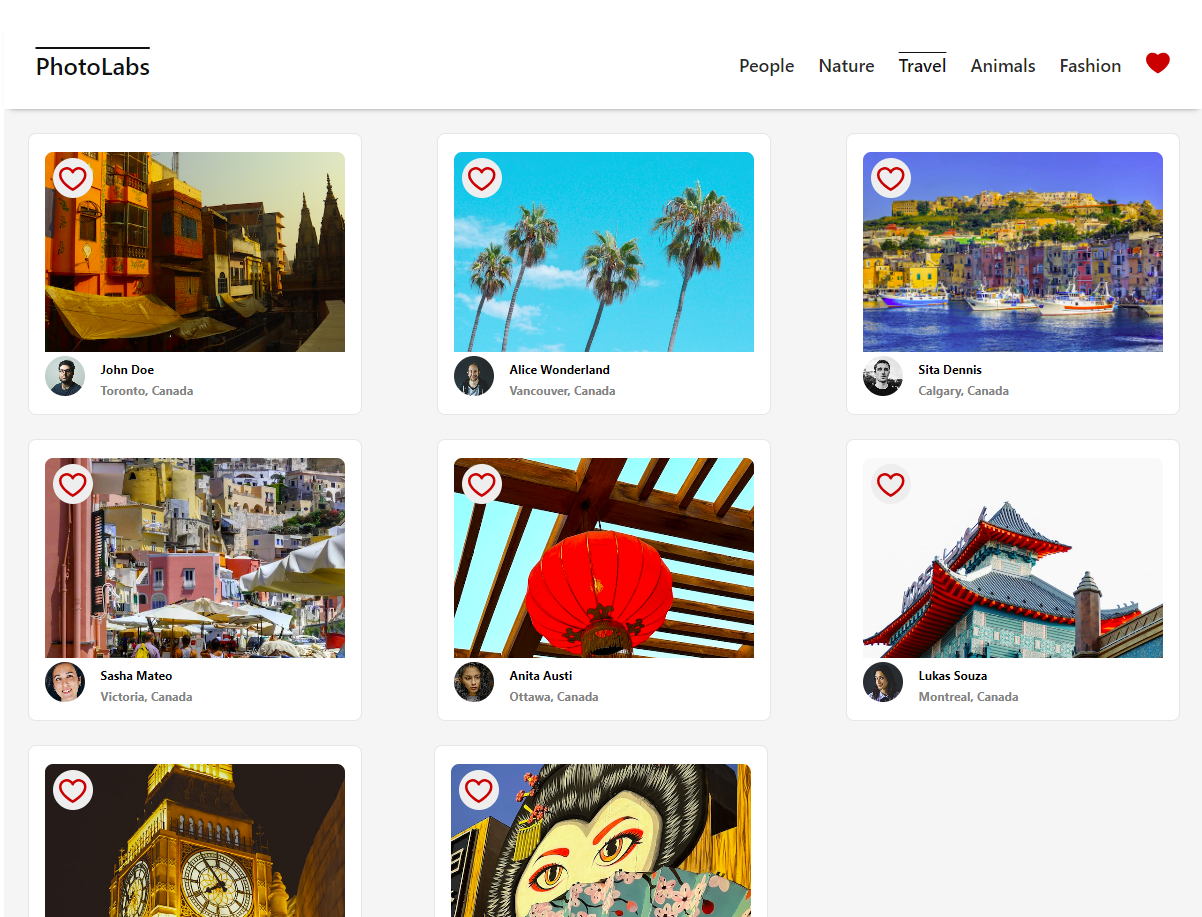 PhotoLabs
People Nature Travel Animals Fashion
John Doe
Toronto, Canada
Alice Wonderland
Vancouver, Canada
Sita Dennis
Calgary, Canada
Sasha Mateo
Victoria, Canada
Anita Austi
Ottawa, Canada
Lukas Souza
Montreal, Canada